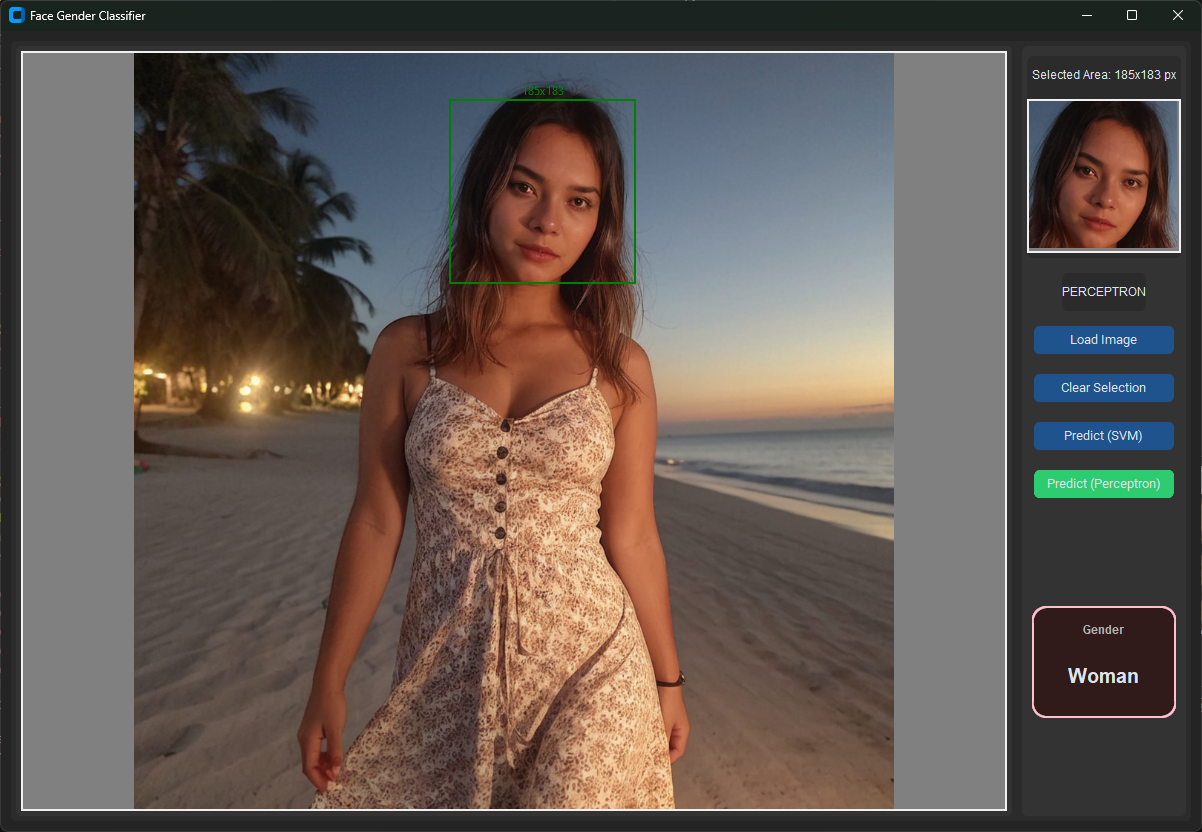 Face Gender Classifier
Selected Area: 185x183 px
185x183
PERCEPTRON
Load Image
Clear Selection
Predict (SVM)
Predict (Perceptron)
Gender
Woman